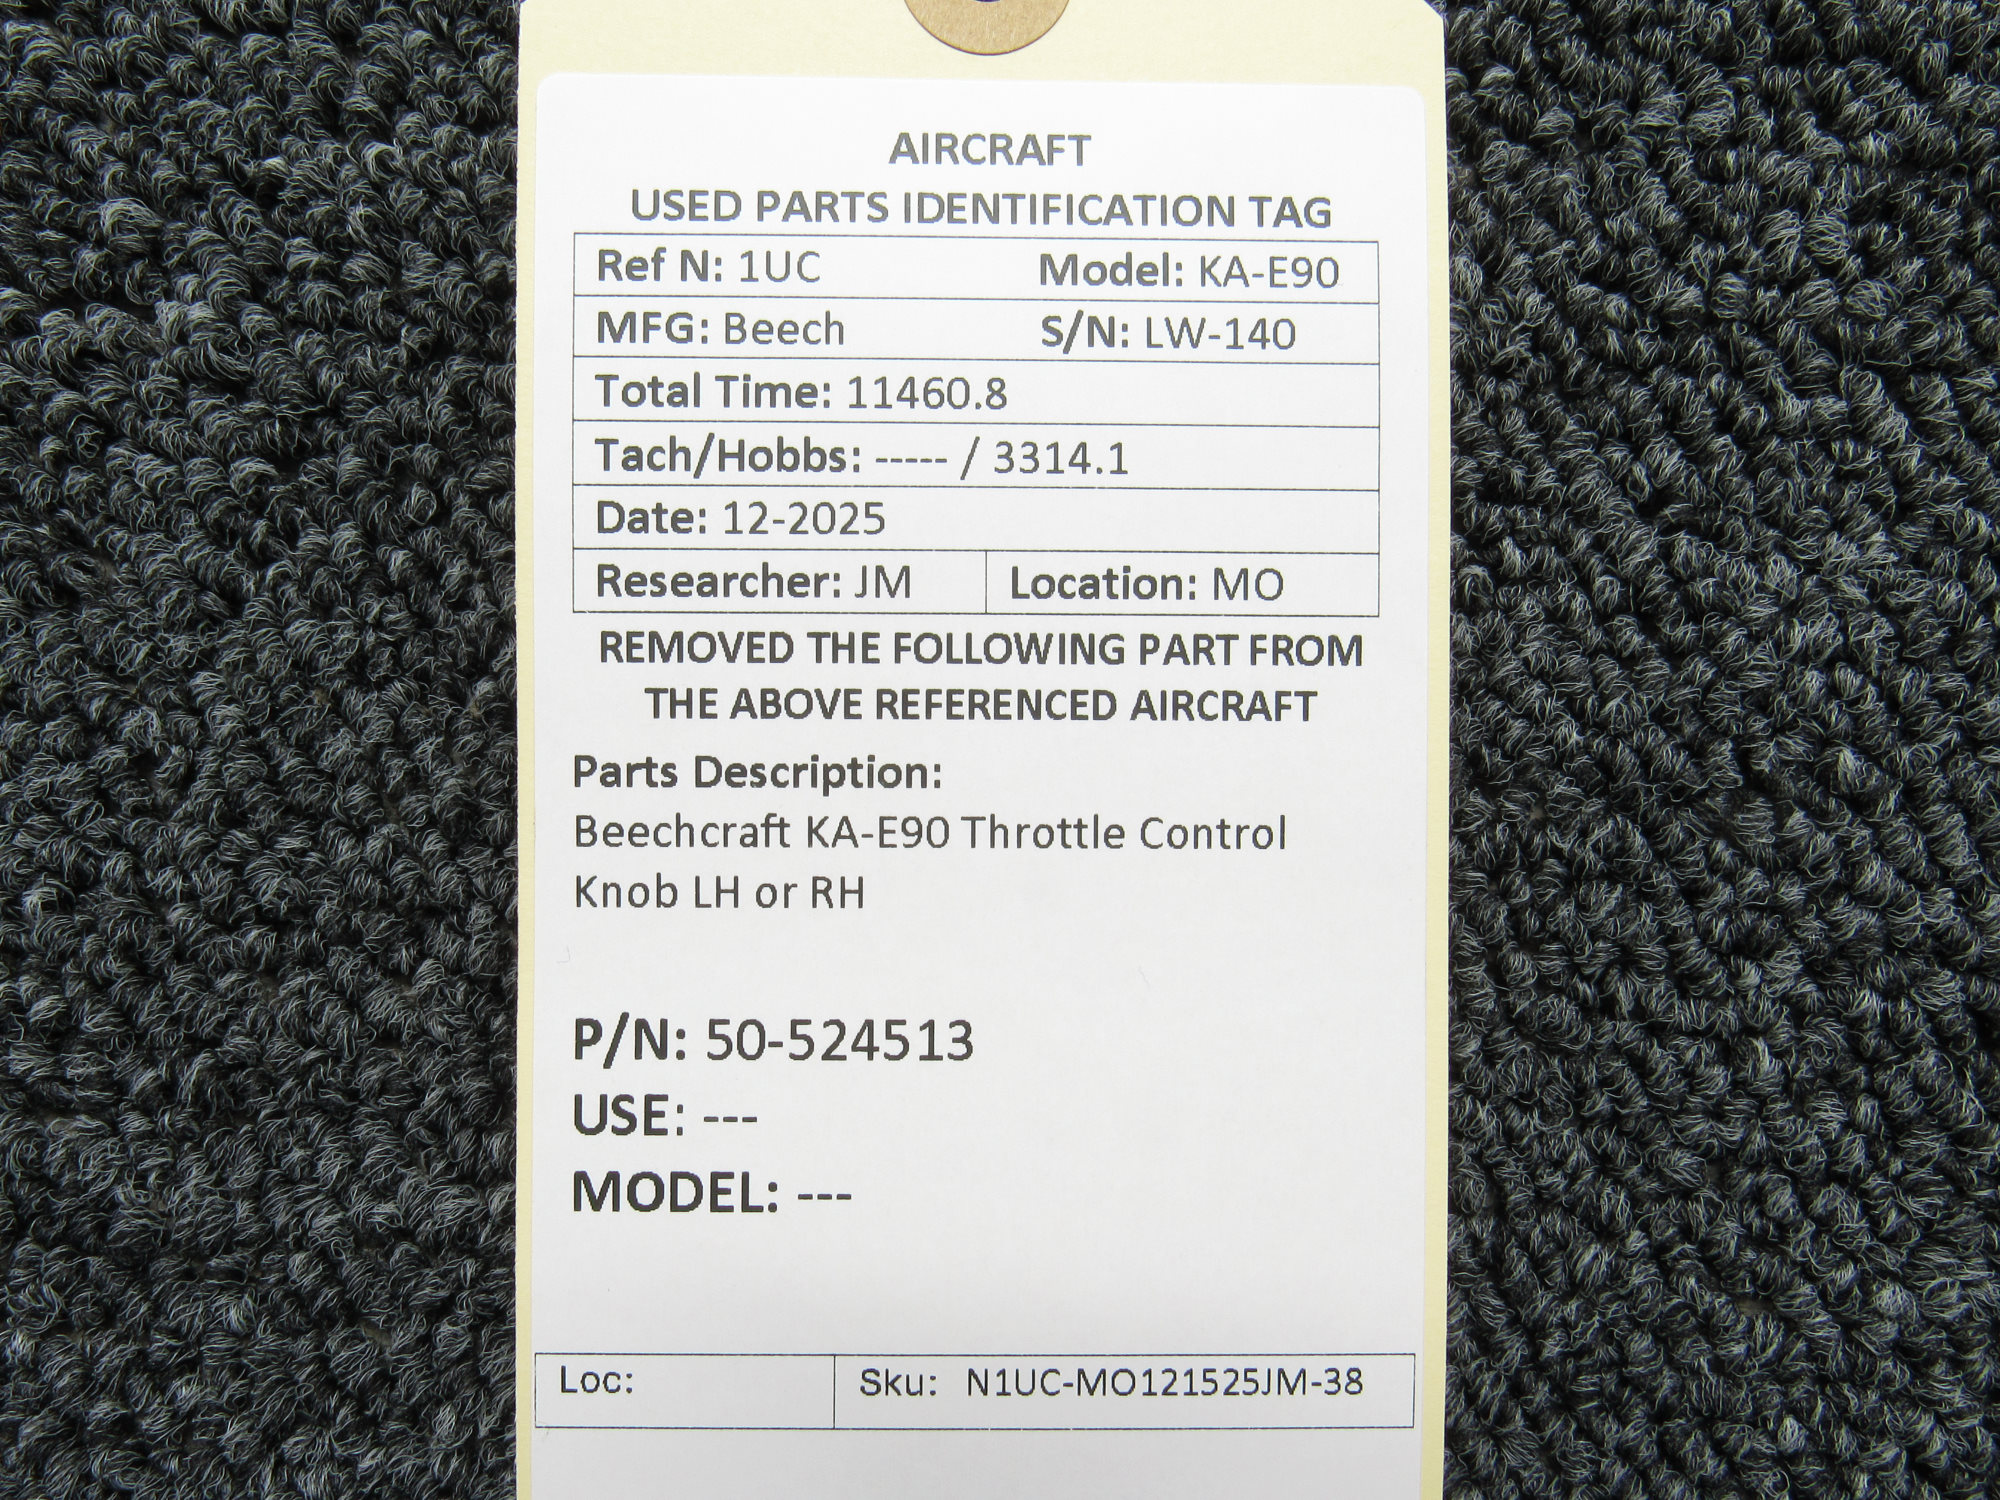 AIRCRAFT
USED PARTS IDENTIFICATION TAG
Ref N: 1UC Model: KA-E90
MFG: Beech S/N: LW-140
Total Time: 11460.8
Tach/Hobbs: ----- / 3314.1
Date: 12-2025
Researcher: JM Location: MO
REMOVED THE FOLLOWING PART FROM
THE ABOVE REFERENCED AIRCRAFT
Parts Description:
Beechcraft KA-E90 Throttle Control
Knob LH or RH
P/N: 50-524513
USE: ---
MODEL: ---
Loc: Sku: N1UC-MO121525JM-38